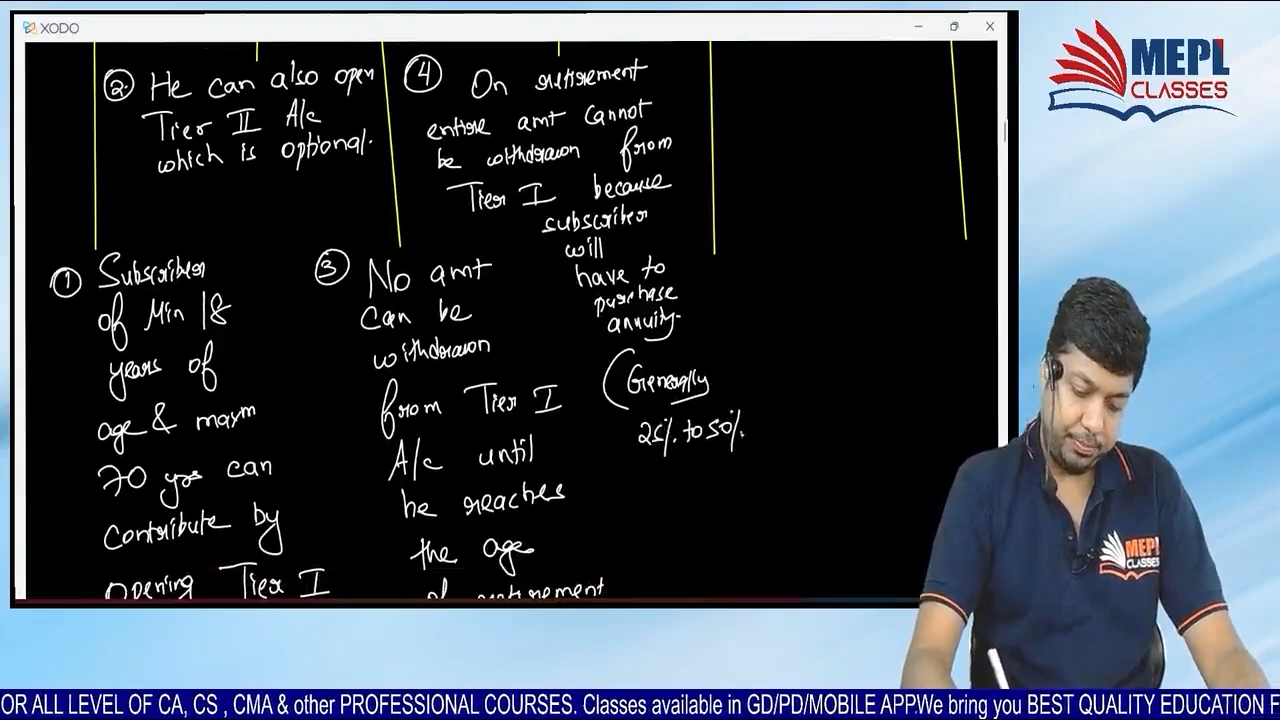 XODO
② He can also open
Tier II A/c
which is optional.
④ On retirement
entire amt cannot
be withdrawn from
Tier I because
subscriber
will
have to
purchase
annuity.
(Generally
25% to 50%.
① Subscriber
of Min 18
years of
age & maxm
70 yrs can
contribute by
opening Tier I
③ No amt
can be
withdrawn
from Tier I
A/c until
he reaches
the age
of retirement
MEPL
CLASSES
MEPL
CLASSES
OR ALL LEVEL OF CA, CS , CMA & other PROFESSIONAL COURSES. Classes available in GD/PD/MOBILE APP.We bring you BEST QUALITY EDUCATION F